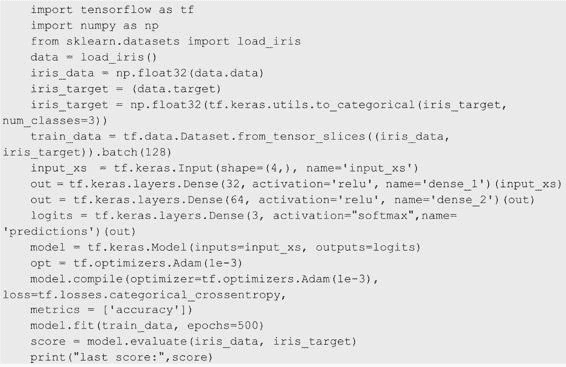 import tensorflow as tf
import numpy as np
from sklearn.datasets import load_iris
data = load_iris()
iris_data = np.float32(data.data)
iris_target = (data.target)
iris_target = np.float32(tf.keras.utils.to_categorical(iris_target,
num_classes=3))
train_data = tf.data.Dataset.from_tensor_slices((iris_data,
iris_target)).batch(128)
input_xs = tf.keras.Input(shape=(4,), name='input_xs')
out = tf.keras.layers.Dense(32, activation='relu', name='dense_1')(input_xs)
out = tf.keras.layers.Dense(64, activation='relu', name='dense_2')(out)
logits = tf.keras.layers.Dense(3, activation="softmax",name=
'predictions')(out)
model = tf.keras.Model(inputs=input_xs, outputs=logits)
opt = tf.optimizers.Adam(1e-3)
model.compile(optimizer=tf.optimizers.Adam(1e-3),
loss=tf.losses.categorical_crossentropy,
metrics = ['accuracy'])
model.fit(train_data, epochs=500)
score = model.evaluate(iris_data, iris_target)
print("last score:",score)